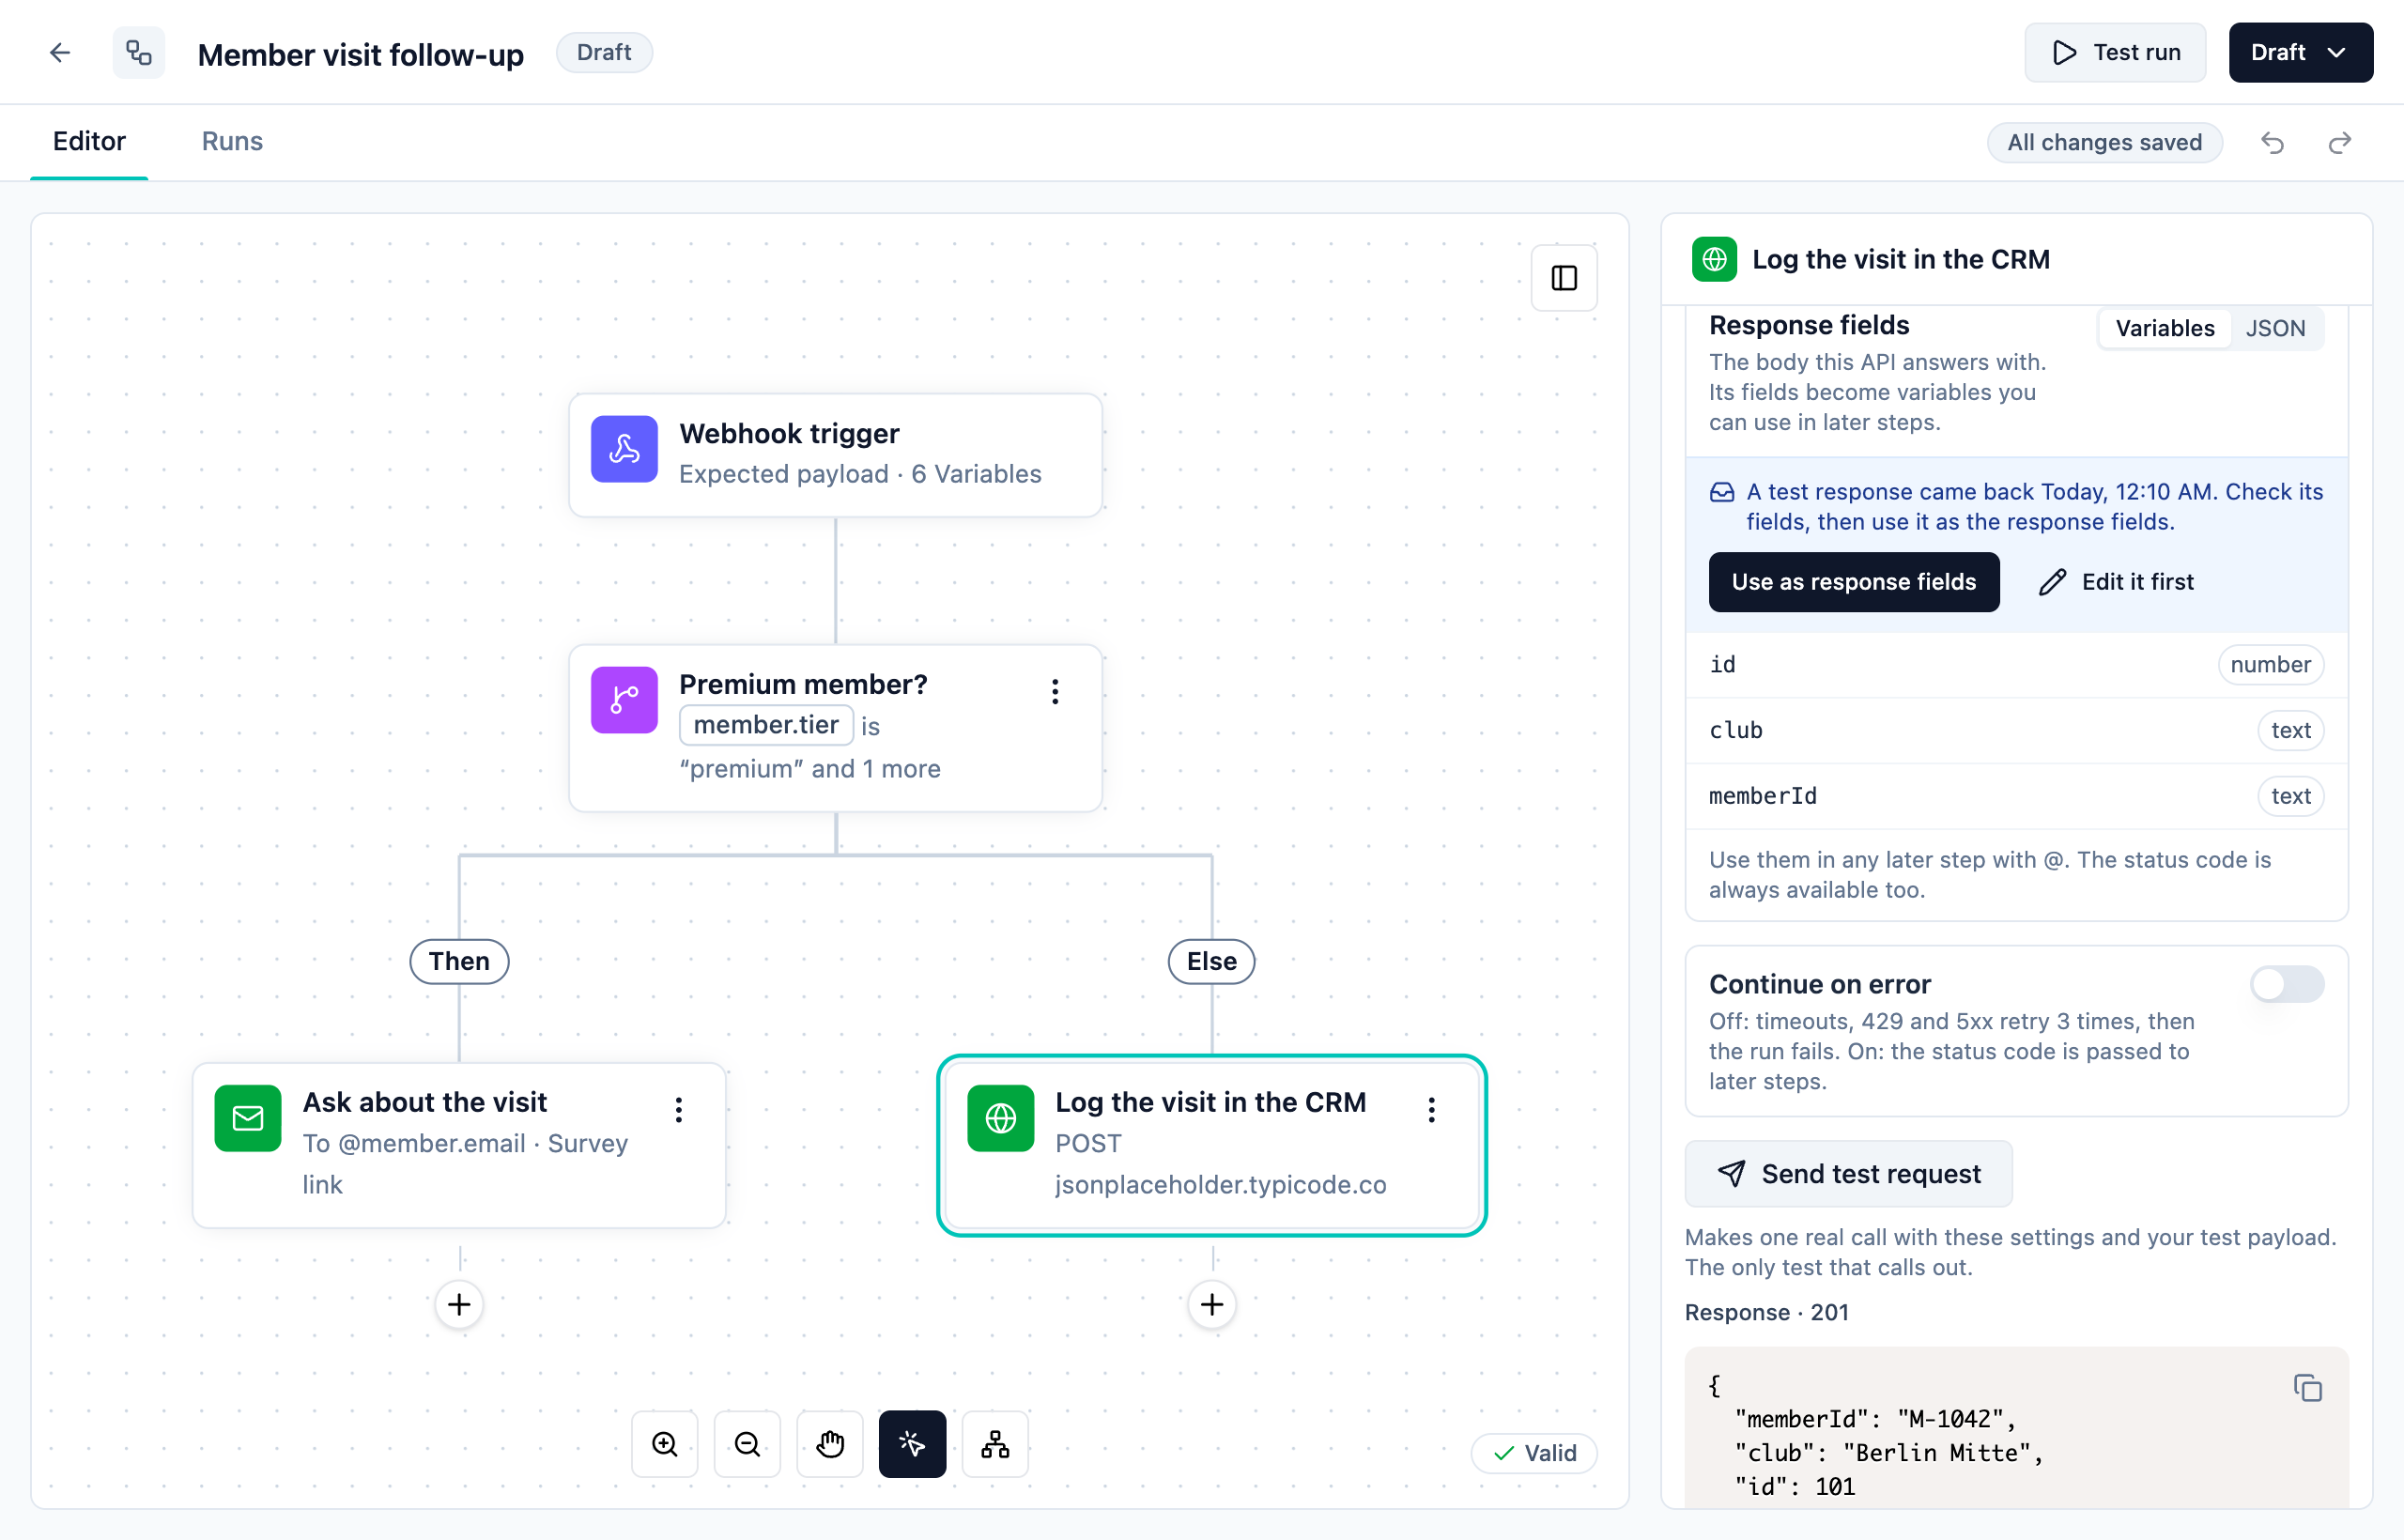 Member visit follow-up
Draft
Test run
Draft
Editor
Runs
All changes saved
Webhook trigger
Expected payload · 6 Variables
Premium member?
member.tier is
“premium” and 1 more
Then
Else
Ask about the visit
To @member.email · Survey
link
Log the visit in the CRM
POST
jsonplaceholder.typicode.co
Valid
Log the visit in the CRM
Response fields
Variables
JSON
The body this API answers with.
Its fields become variables you
can use in later steps.
A test response came back Today, 12:10 AM. Check its
fields, then use it as the response fields.
Use as response fields
Edit it first
id
number
club
text
memberId
text
Use them in any later step with @. The status code is
always available too.
Continue on error
Off: timeouts, 429 and 5xx retry 3 times, then
the run fails. On: the status code is passed to
later steps.
Send test request
Makes one real call with these settings and your test payload.
The only test that calls out.
Response · 201
{
"memberId": "M-1042",
"club": "Berlin Mitte",
"id": 101